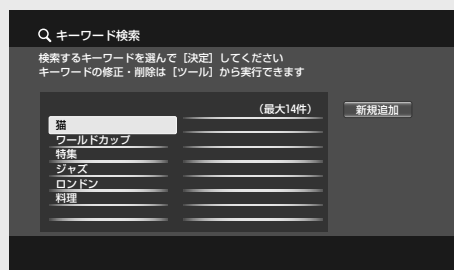 キーワード検索
検索するキーワードを選んで［決定］してください
キーワードの修正・削除は［ツール］から実行できます
（最大14件）
新規追加
猫
ワールドカップ
特集
ジャズ
ロンドン
料理